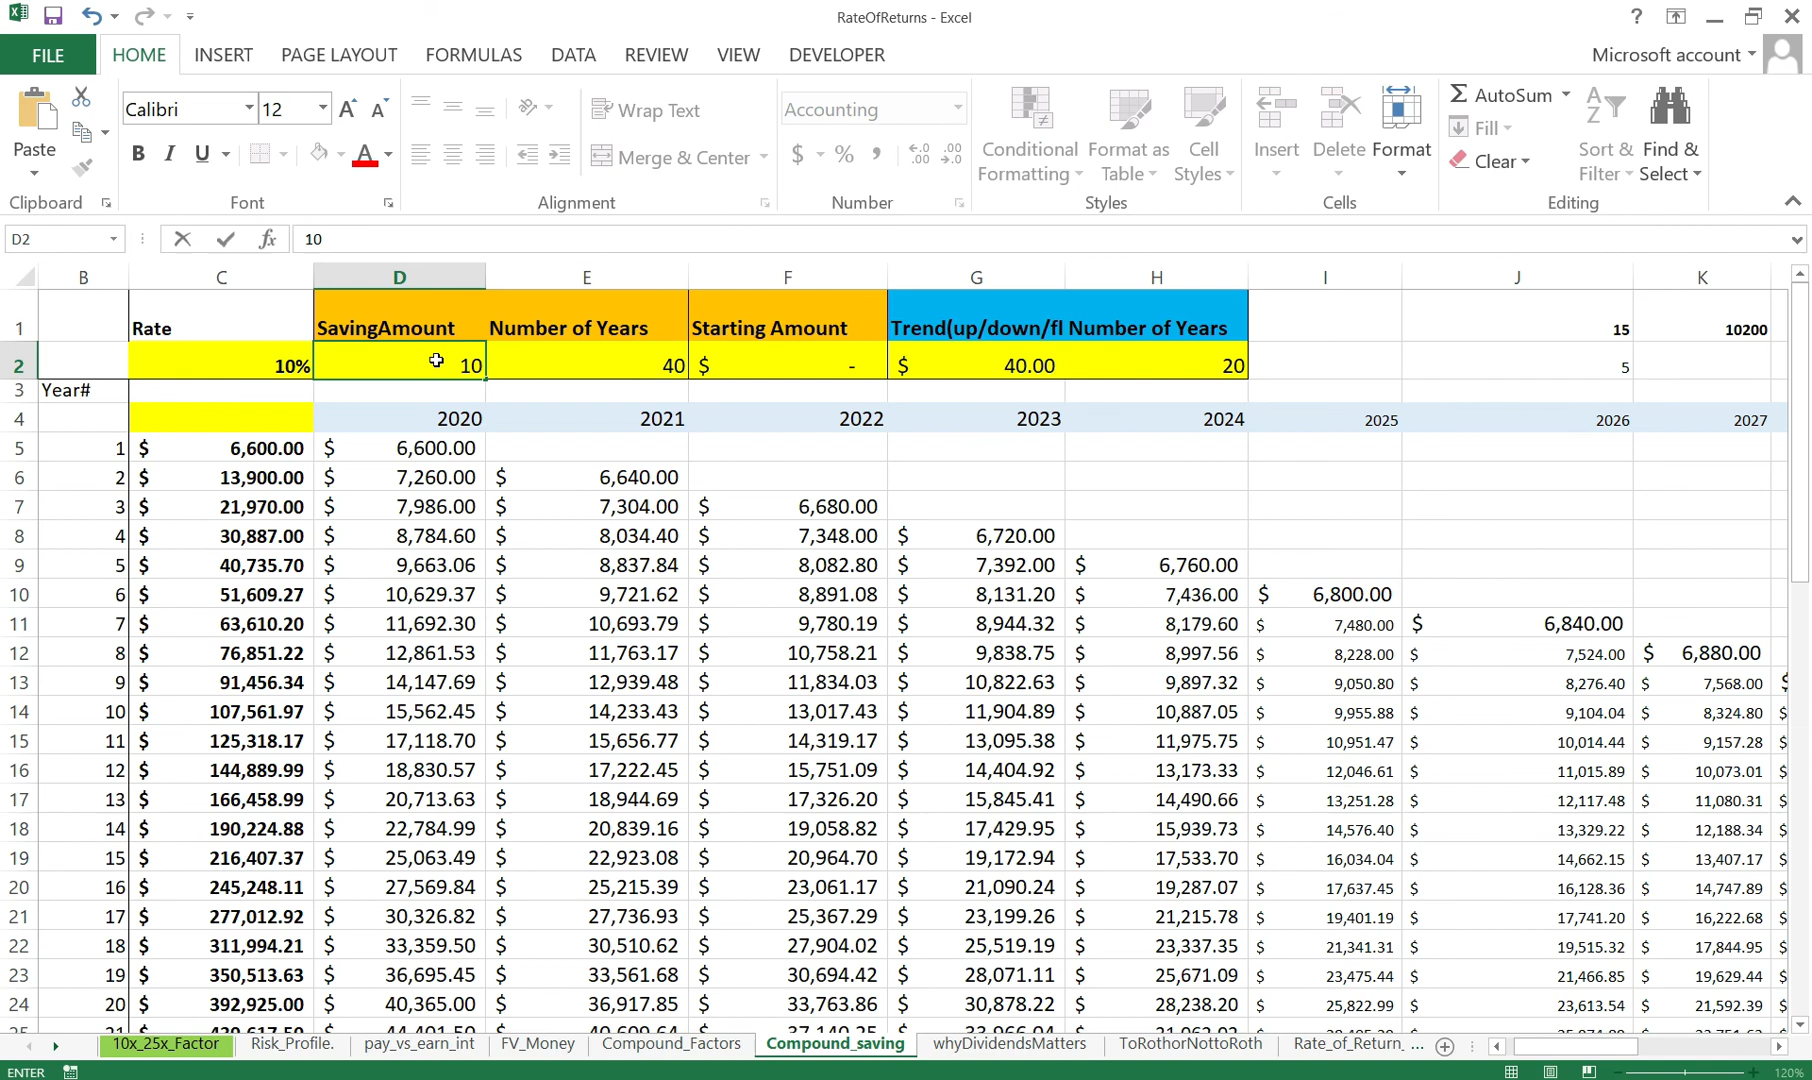 RateOfReturns - Excel
FILE HOME INSERT PAGE LAYOUT FORMULAS DATA REVIEW VIEW DEVELOPER Microsoft account
Paste
Clipboard
Calibri 12
B I U A
Font
Wrap Text
Merge & Center
Alignment
Accounting
$ % ,
Number
Conditional Formatting
Format as Table
Cell Styles
Styles
Insert Delete Format
Cells
AutoSum
Fill
Clear
Sort & Filter
Find & Select
Editing
D2 fx 10
B C D E F G H I J K
1 Rate SavingAmount Number of Years Starting Amount Trend(up/down/fl Number of Years 15 10200
2 10% 10 40 $ - $ 40.00 20 5
3 Year#
4 2020 2021 2022 2023 2024 2025 2026 2027
5 1 $ 6,600.00 $ 6,600.00
6 2 $ 13,900.00 $ 7,260.00 $ 6,640.00
7 3 $ 21,970.00 $ 7,986.00 $ 7,304.00 $ 6,680.00
8 4 $ 30,887.00 $ 8,784.60 $ 8,034.40 $ 7,348.00 $ 6,720.00
9 5 $ 40,735.70 $ 9,663.06 $ 8,837.84 $ 8,082.80 $ 7,392.00 $ 6,760.00
10 6 $ 51,609.27 $ 10,629.37 $ 9,721.62 $ 8,891.08 $ 8,131.20 $ 7,436.00 $ 6,800.00
11 7 $ 63,610.20 $ 11,692.30 $ 10,693.79 $ 9,780.19 $ 8,944.32 $ 8,179.60 $ 7,480.00 $ 6,840.00
12 8 $ 76,851.22 $ 12,861.53 $ 11,763.17 $ 10,758.21 $ 9,838.75 $ 8,997.56 $ 8,228.00 $ 7,524.00 $ 6,880.00
13 9 $ 91,456.34 $ 14,147.69 $ 12,939.48 $ 11,834.03 $ 10,822.63 $ 9,897.32 $ 9,050.80 $ 8,276.40 $ 7,568.00 $
14 10 $ 107,561.97 $ 15,562.45 $ 14,233.43 $ 13,017.43 $ 11,904.89 $ 10,887.05 $ 9,955.88 $ 9,104.04 $ 8,324.80 $
15 11 $ 125,318.17 $ 17,118.70 $ 15,656.77 $ 14,319.17 $ 13,095.38 $ 11,975.75 $ 10,951.47 $ 10,014.44 $ 9,157.28 $
16 12 $ 144,889.99 $ 18,830.57 $ 17,222.45 $ 15,751.09 $ 14,404.92 $ 13,173.33 $ 12,046.61 $ 11,015.89 $ 10,073.01 $
17 13 $ 166,458.99 $ 20,713.63 $ 18,944.69 $ 17,326.20 $ 15,845.41 $ 14,490.66 $ 13,251.28 $ 12,117.48 $ 11,080.31 $
18 14 $ 190,224.88 $ 22,784.99 $ 20,839.16 $ 19,058.82 $ 17,429.95 $ 15,939.73 $ 14,576.40 $ 13,329.22 $ 12,188.34 $
19 15 $ 216,407.37 $ 25,063.49 $ 22,923.08 $ 20,964.70 $ 19,172.94 $ 17,533.70 $ 16,034.04 $ 14,662.15 $ 13,407.17 $
20 16 $ 245,248.11 $ 27,569.84 $ 25,215.39 $ 23,061.17 $ 21,090.24 $ 19,287.07 $ 17,637.45 $ 16,128.36 $ 14,747.89 $
21 17 $ 277,012.92 $ 30,326.82 $ 27,736.93 $ 25,367.29 $ 23,199.26 $ 21,215.78 $ 19,401.19 $ 17,741.20 $ 16,222.68 $
22 18 $ 311,994.21 $ 33,359.50 $ 30,510.62 $ 27,904.02 $ 25,519.19 $ 23,337.35 $ 21,341.31 $ 19,515.32 $ 17,844.95 $
23 19 $ 350,513.63 $ 36,695.45 $ 33,561.68 $ 30,694.42 $ 28,071.11 $ 25,671.09 $ 23,475.44 $ 21,466.85 $ 19,629.44 $
24 20 $ 392,925.00 $ 40,365.00 $ 36,917.85 $ 33,763.86 $ 30,878.22 $ 28,238.20 $ 25,822.99 $ 23,613.54 $ 21,592.39 $
10x_25x_Factor Risk_Profile. pay_vs_earn_int FV_Money Compound_Factors Compound_saving whyDividendsMatters ToRothorNottoRoth Rate_of_Return_ ...
ENTER 120%